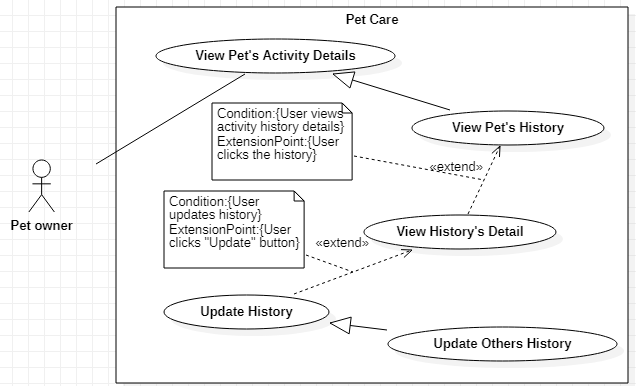 Pet Care
View Pet's Activity Details
Condition:{User views
activity history details}
ExtensionPoint:{User
clicks the history}
View Pet's History
«extend»
Pet owner
Condition:{User
updates history}
ExtensionPoint:{User
clicks "Update" button}
View History's Detail
«extend»
Update History
Update Others History